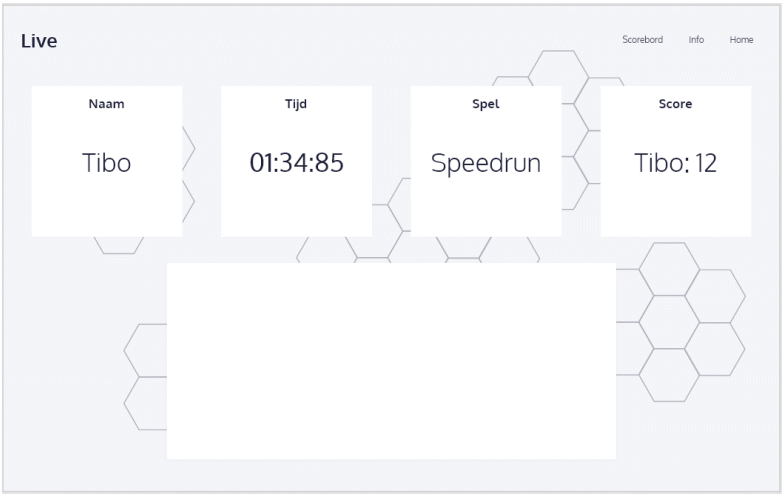 Live
Scorebord Info Home
Naam
Tijd
Spel
Score
Tibo
01:34:85
Speedrun
Tibo: 12